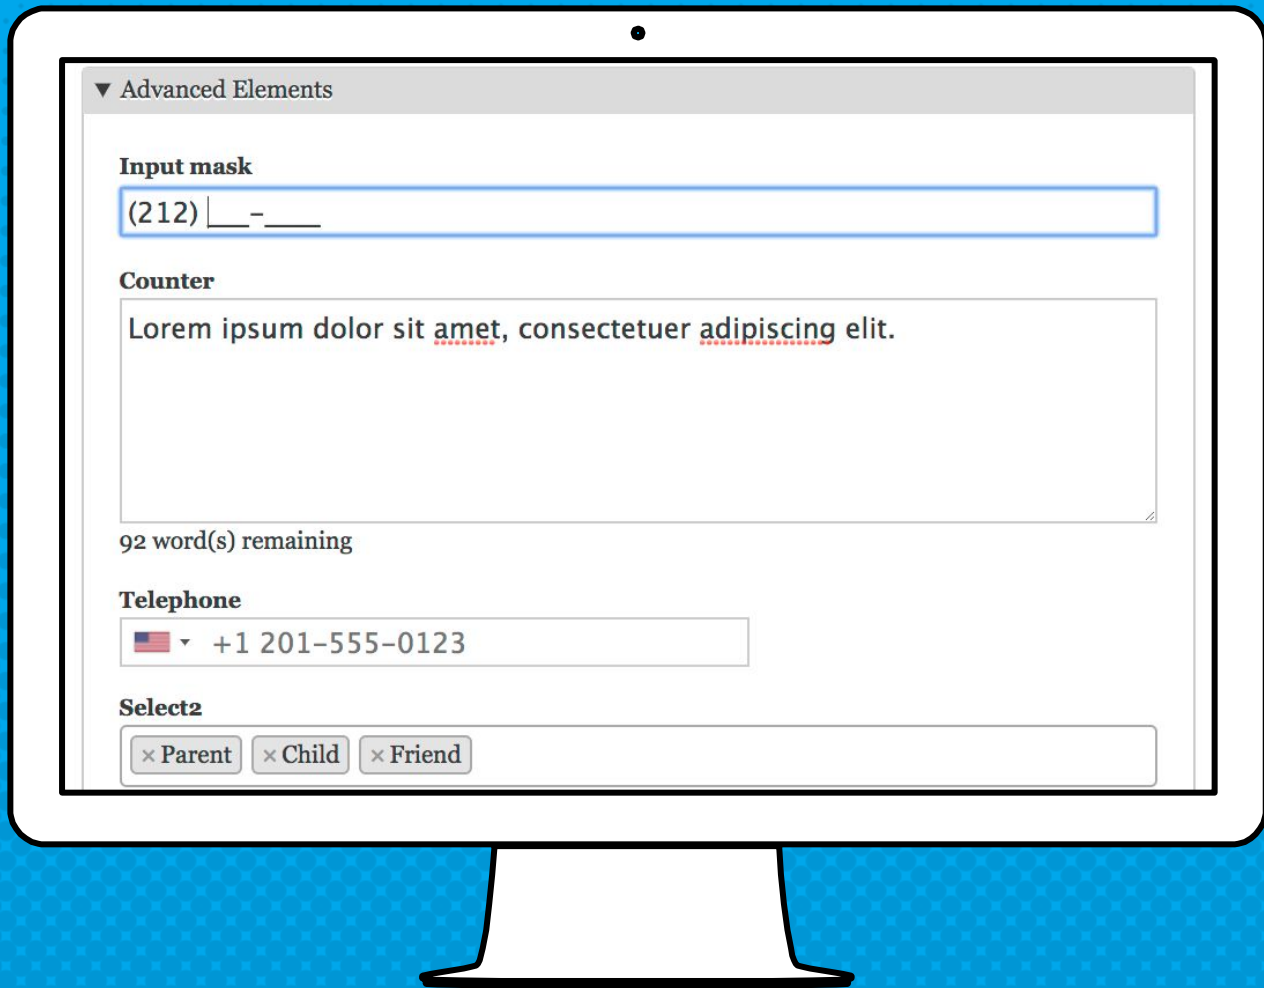 ▼ Advanced Elements
Input mask
(212) ___-____
Counter
Lorem ipsum dolor sit amet, consectetuer adipiscing elit.
92 word(s) remaining
Telephone
+1 201-555-0123
Select2
×Parent ×Child ×Friend